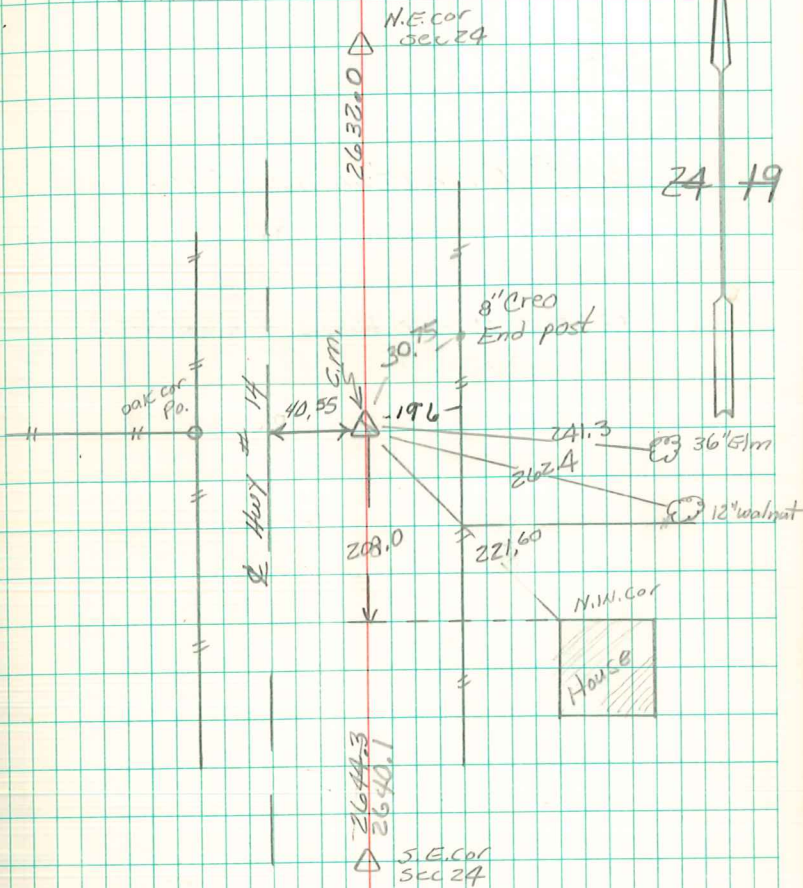 N.E. cor
sec 24
2632.0
24 19
8" Creo
End post
30.75
C.M.
oak cor
Po.
40,55
-196-
℄ Hwy # 14
241.3
36" Elm
262.4
12" walnut
208.0
221,60
N.W. Cor
House
2644.3
2640.1
S.E. cor
Sec 24